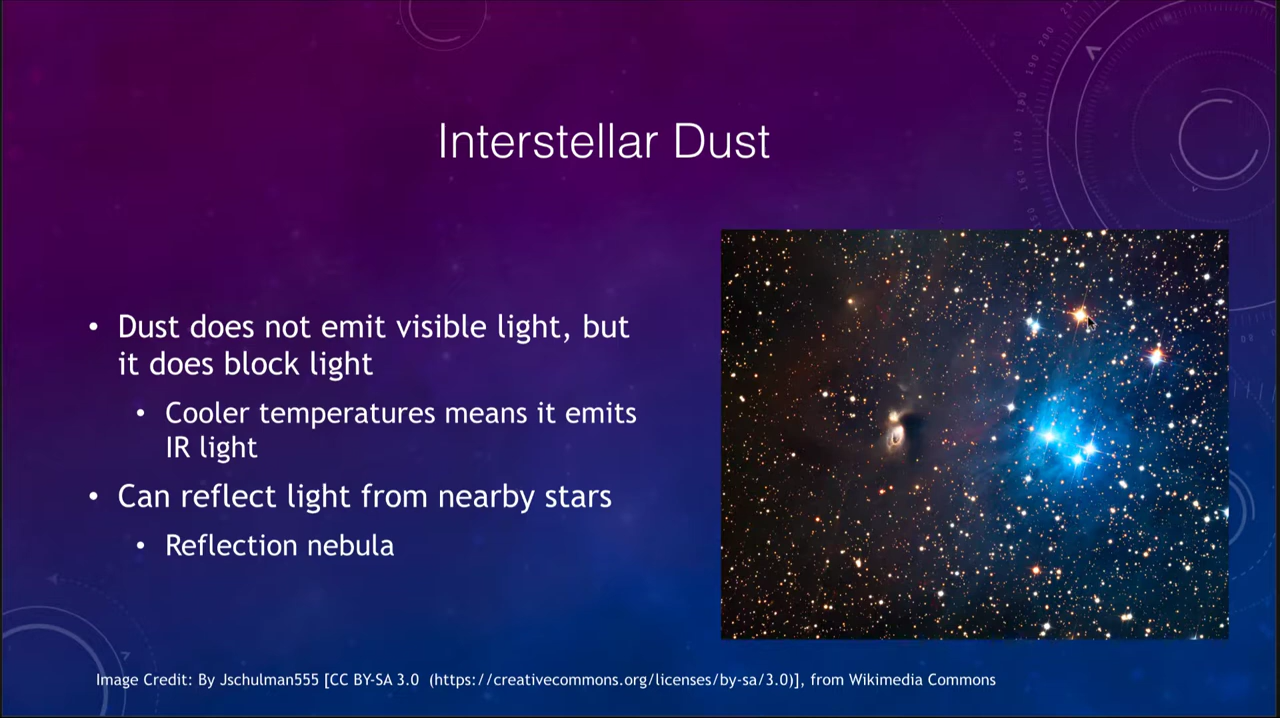 Interstellar Dust
• Dust does not emit visible light, but
it does block light
• Cooler temperatures means it emits
IR light
• Can reflect light from nearby stars
• Reflection nebula
Image Credit: By Jschulman555 [CC BY-SA 3.0 (https://creativecommons.org/licenses/by-sa/3.0)], from Wikimedia Commons